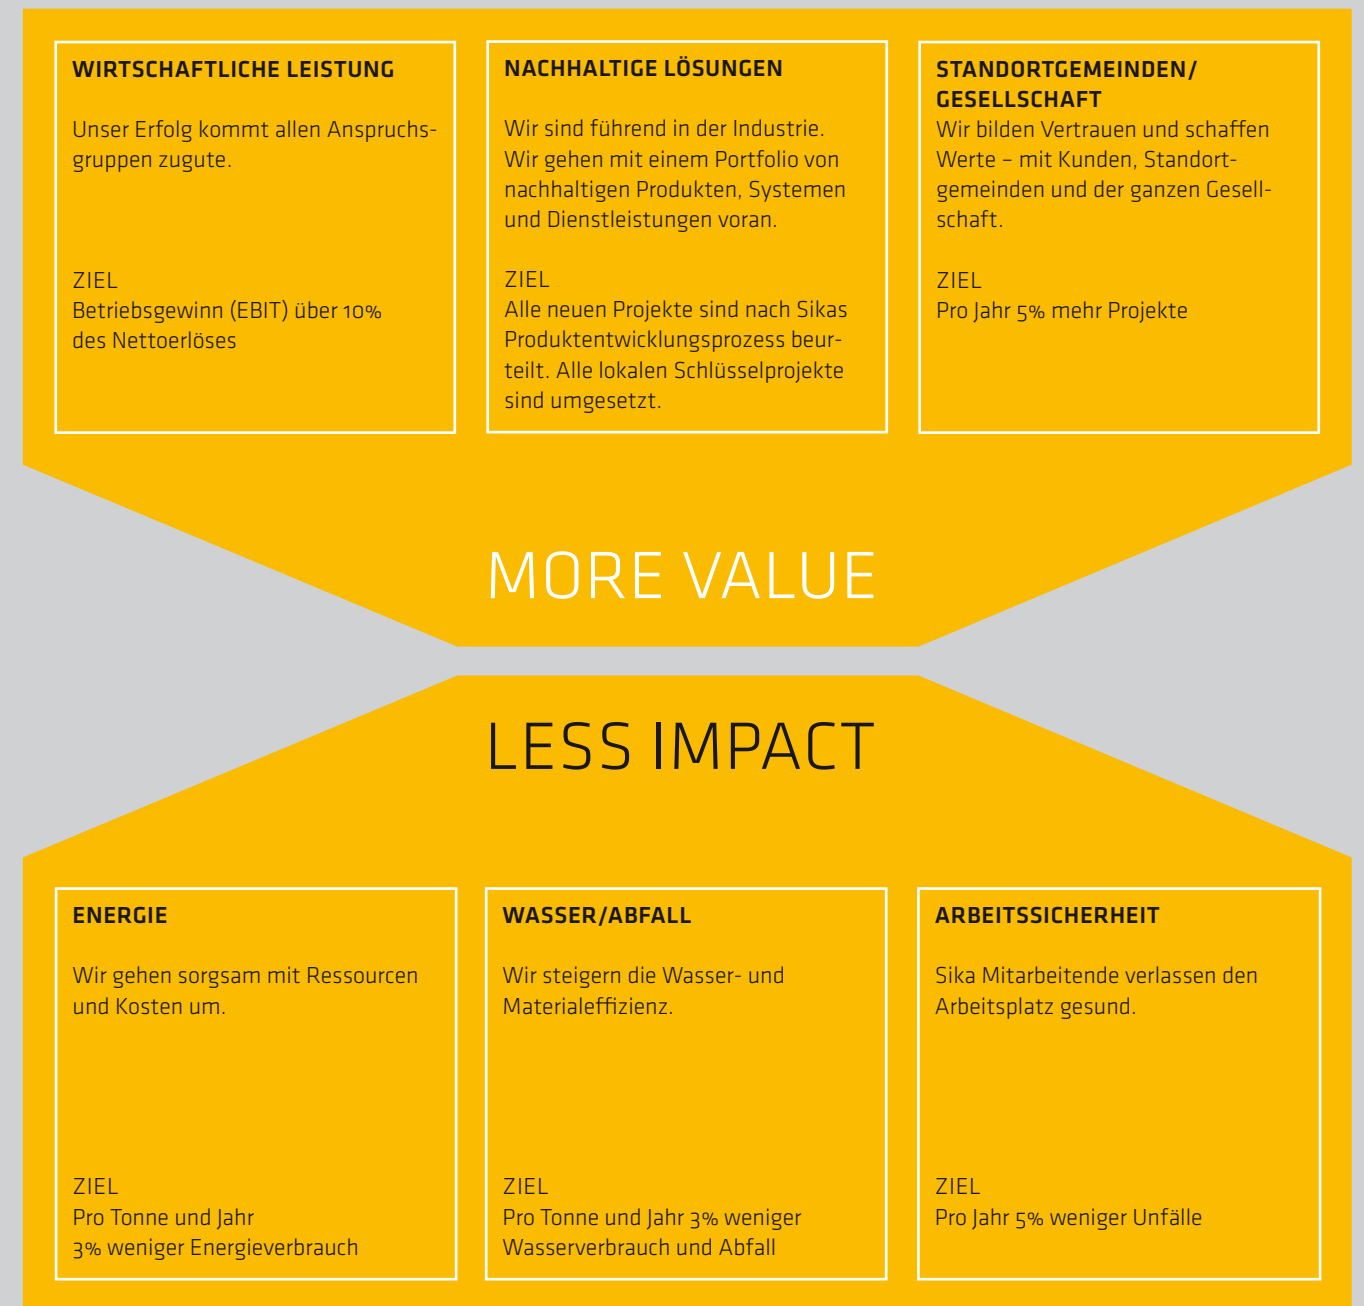 WIRTSCHAFTLICHE LEISTUNG
Unser Erfolg kommt allen Anspruchs-
gruppen zugute.
ZIEL
Betriebsgewinn (EBIT) über 10%
des Nettoerlöses
NACHHALTIGE LÖSUNGEN
Wir sind führend in der Industrie.
Wir gehen mit einem Portfolio von
nachhaltigen Produkten, Systemen
und Dienstleistungen voran.
ZIEL
Alle neuen Projekte sind nach Sikas
Produktentwicklungsprozess beur-
teilt. Alle lokalen Schlüsselprojekte
sind umgesetzt.
STANDORTGEMEINDEN/
GESELLSCHAFT
Wir bilden Vertrauen und schaffen
Werte – mit Kunden, Standort-
gemeinden und der ganzen Gesell-
schaft.
ZIEL
Pro Jahr 5% mehr Projekte
MORE VALUE
LESS IMPACT
ENERGIE
Wir gehen sorgsam mit Ressourcen
und Kosten um.
ZIEL
Pro Tonne und Jahr
3% weniger Energieverbrauch
WASSER/ABFALL
Wir steigern die Wasser- und
Materialeffizienz.
ZIEL
Pro Tonne und Jahr 3% weniger
Wasserverbrauch und Abfall
ARBEITSSICHERHEIT
Sika Mitarbeitende verlassen den
Arbeitsplatz gesund.
ZIEL
Pro Jahr 5% weniger Unfälle